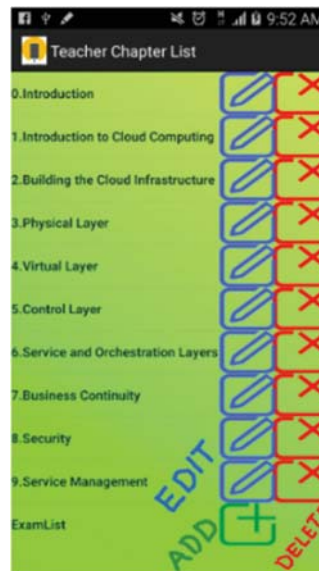 9:52 AM
Teacher Chapter List
0.Introduction
1.Introduction to Cloud Computing
2.Building the Cloud Infrastructure
3.Physical Layer
4.Virtual Layer
5.Control Layer
6.Service and Orchestration Layers
7.Business Continuity
8.Security
9.Service Management
ExamList
EDIT
ADD
DELETE